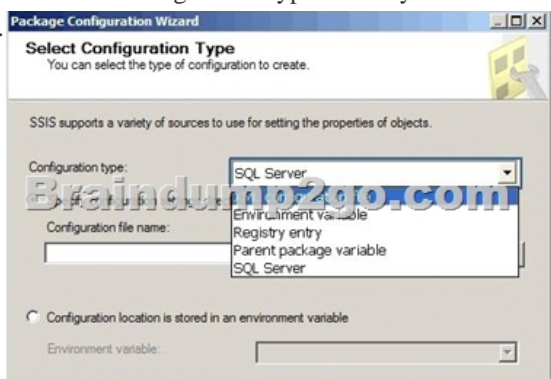 Package Configuration Wizard
Select Configuration Type
You can select the type of configuration to create.
SSIS supports a variety of sources to use for setting the properties of objects.
Configuration type:
SQL Server
Braindump2go.com
Environment variable
Registry entry
Parent package variable
SQL Server
Configuration file name:
Configuration location is stored in an environment variable
Environment variable: